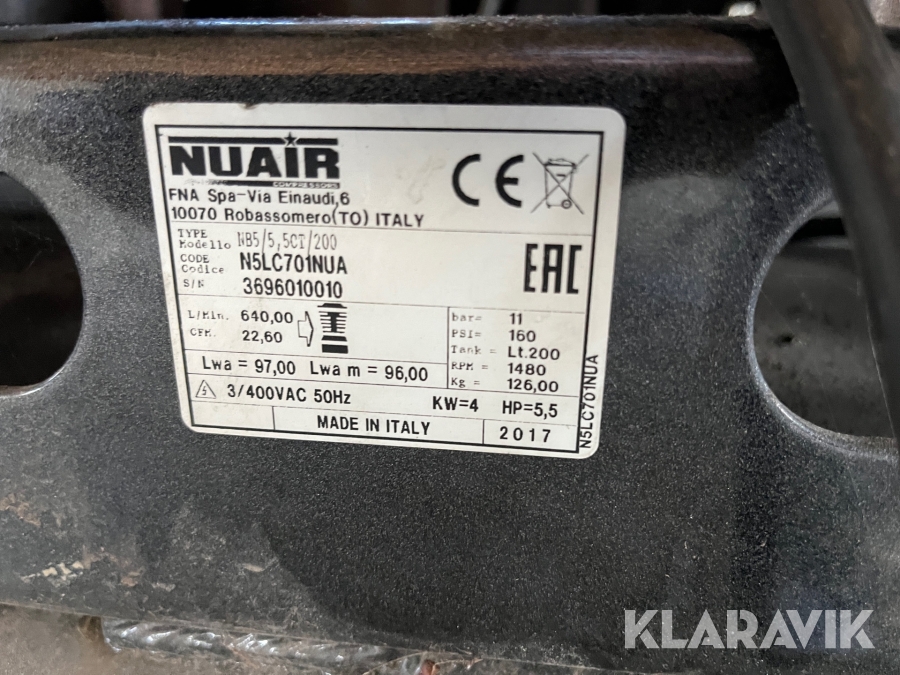 NUAIR
COMPRESSORS
FNA Spa-Via Einaudi,6
10070 Robassomero(TO) ITALY
CE
TYPE
Modello NB5/5,5CT/200
CODE
Codice N5LC701NUA
S/N 3696010010
EAC
L/Min. 640,00
CFM. 22,60
bar= 11
PSI= 160
Tank = Lt.200
RPM = 1480
Kg = 126,00
Lwa = 97,00 Lwa m = 96,00
3/400VAC 50Hz KW=4 HP=5,5
MADE IN ITALY 2017
N5LC701NUA
KLARAVIK